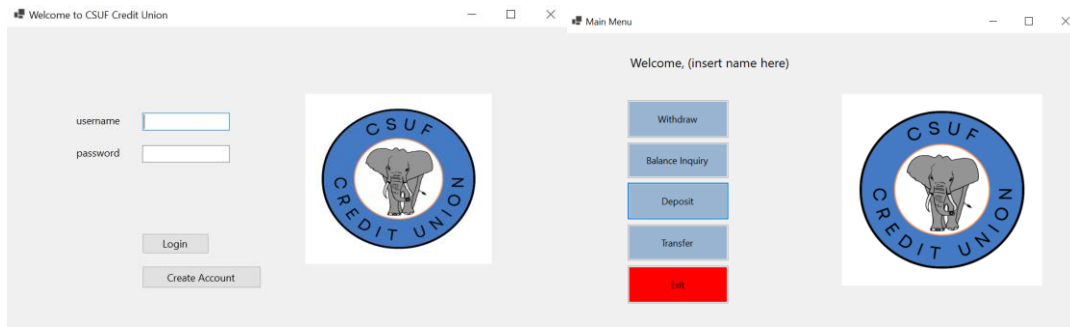 Welcome to CSUF Credit Union
username
password
Login
Create Account
CSUF
CREDIT UNION
Main Menu
Welcome, (insert name here)
Withdraw
Balance Inquiry
Deposit
Transfer
Exit
CSUF
CREDIT UNION